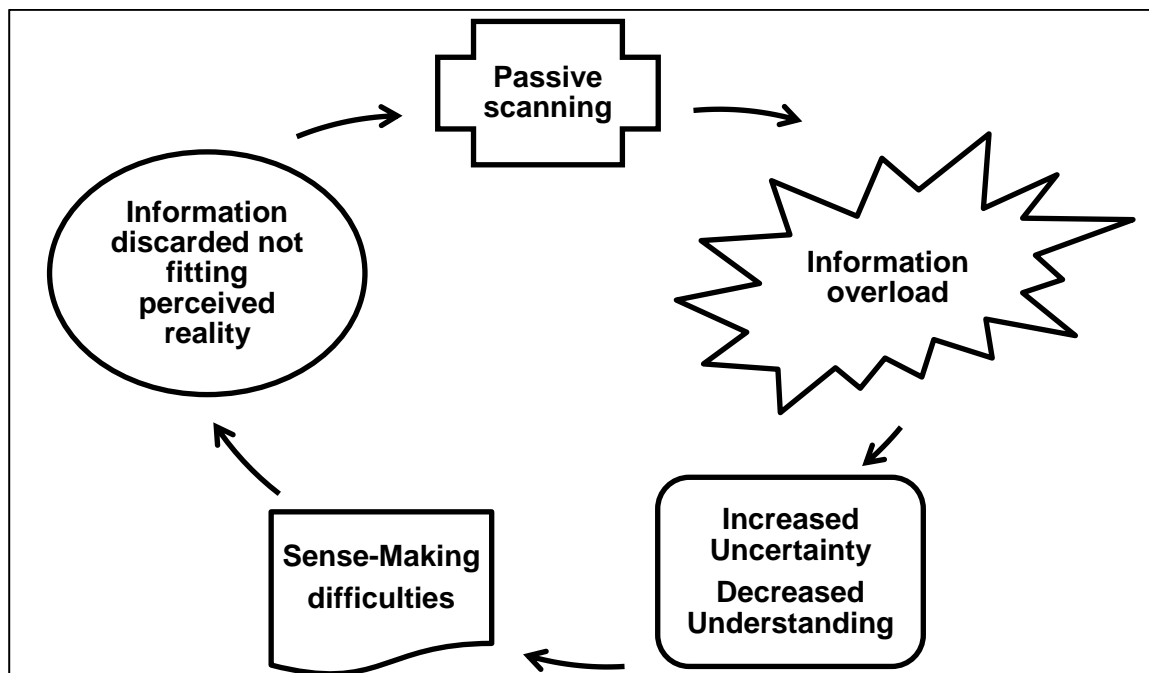 Passive
scanning
Information
overload
Increased
Uncertainty
Decreased
Understanding
Sense-Making
difficulties
Information
discarded not
fitting
perceived
reality